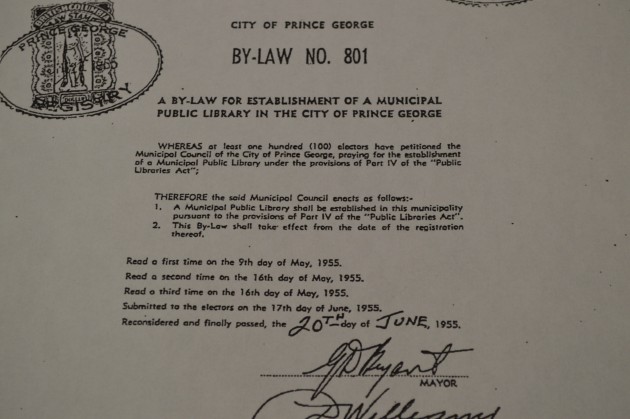 CITY OF PRINCE GEORGE
BY-LAW NO. 801
A BY-LAW FOR ESTABLISHMENT OF A MUNICIPAL
PUBLIC LIBRARY IN THE CITY OF PRINCE GEORGE
WHEREAS at least one hundred (100) electors have petitioned the
Municipal Council of the City of Prince George, praying for the establishment
of a Municipal Public Library under the provisions of Part IV of the "Public
Libraries Act";
THEREFORE the said Municipal Council enacts as follows:-
1. A Municipal Public Library shall be established in this municipality
pursuant to the provisions of Part IV of the "Public Libraries Act".
2. This By-Law shall take effect from the date of the registration
thereof.
Read a first time on the 9th day of May, 1955.
Read a second time on the 16th day of May, 1955.
Read a third time on the 16th day of May, 1955.
Submitted to the electors on the 17th day of June, 1955.
Reconsidered and finally passed, the 20TH day of JUNE, 1955.
GD Bryant
MAYOR
Williams
PRINCE GEORGE
REGISTRY